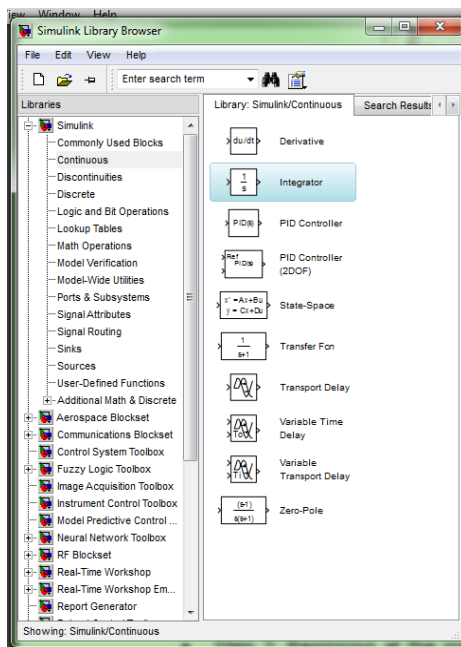 iew Window Help
Simulink Library Browser
File Edit View Help
Enter search term
Libraries
Library: Simulink/Continuous
Search Results
Simulink
Commonly Used Blocks
Continuous
Discontinuities
Discrete
Logic and Bit Operations
Lookup Tables
Math Operations
Model Verification
Model-Wide Utilities
Ports & Subsystems
Signal Attributes
Signal Routing
Sinks
Sources
User-Defined Functions
Additional Math & Discrete
Aerospace Blockset
Communications Blockset
Control System Toolbox
Fuzzy Logic Toolbox
Image Acquisition Toolbox
Instrument Control Toolbox
Model Predictive Control ...
Neural Network Toolbox
RF Blockset
Real-Time Workshop
Real-Time Workshop Em...
Report Generator
du/dt
Derivative
1
s
Integrator
PID(s)
PID Controller
Ref
PID(s)
PID Controller
(2DOF)
x' = Ax+Bu
y = Cx+Du
State-Space
1
s+1
Transfer Fcn
Transport Delay
To
Variable Time
Delay
Ti
Variable
Transport Delay
(s-1)
s(s+1)
Zero-Pole
Showing: Simulink/Continuous